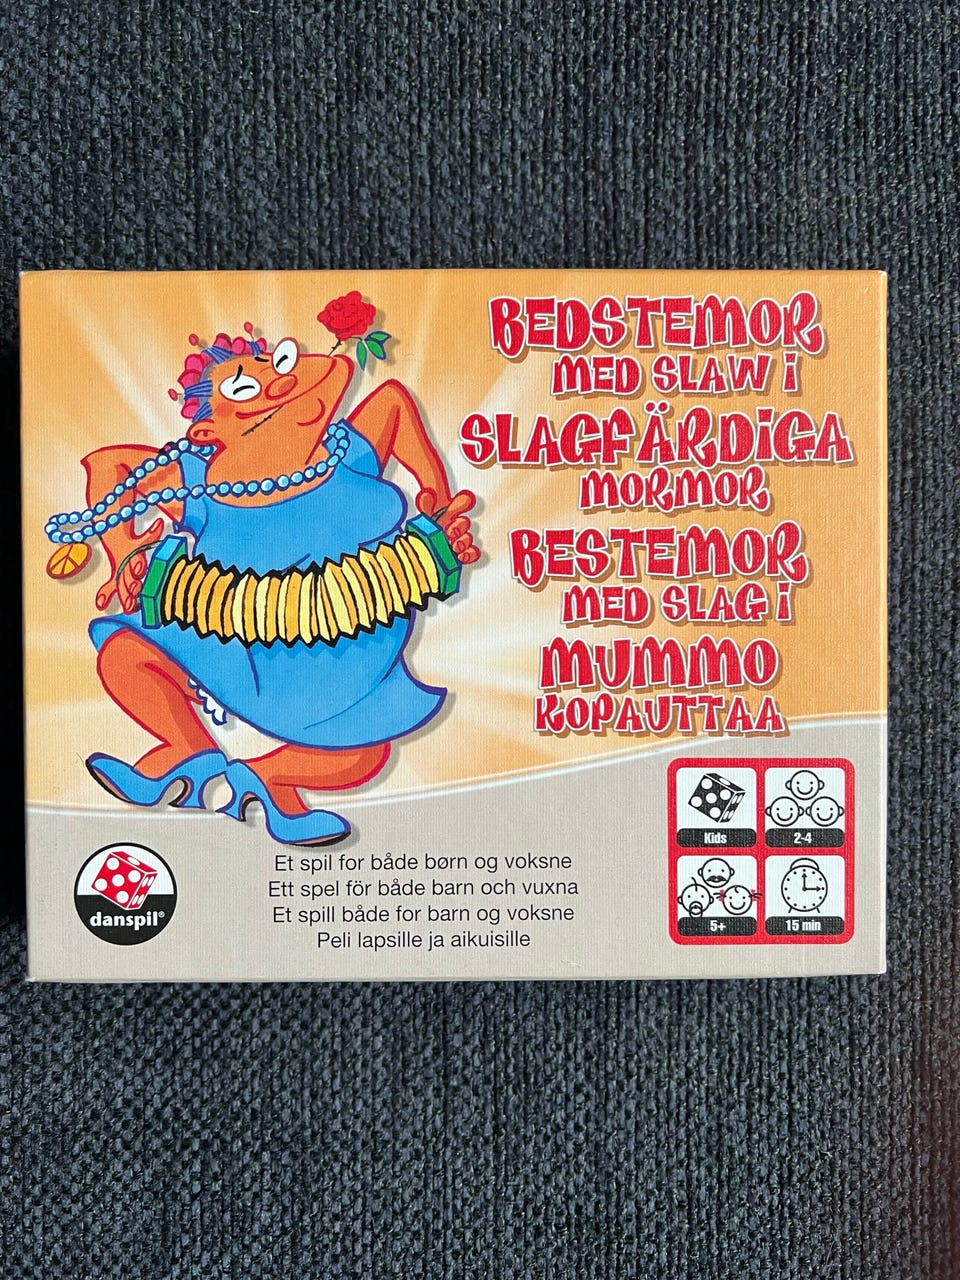 BEDSTEMOR
MED SLAW I
SLAGFÄRDIGA
MORMOR
BESTEMOR
MED SLAG I
MUMMO
KOPAUTTAA
Et spil for både børn og voksne
Ett spel för både barn och vuxna
Et spill både for barn og voksne
Peli lapsille ja aikuisille
danspil®
Kids
2-4
5+
15 min